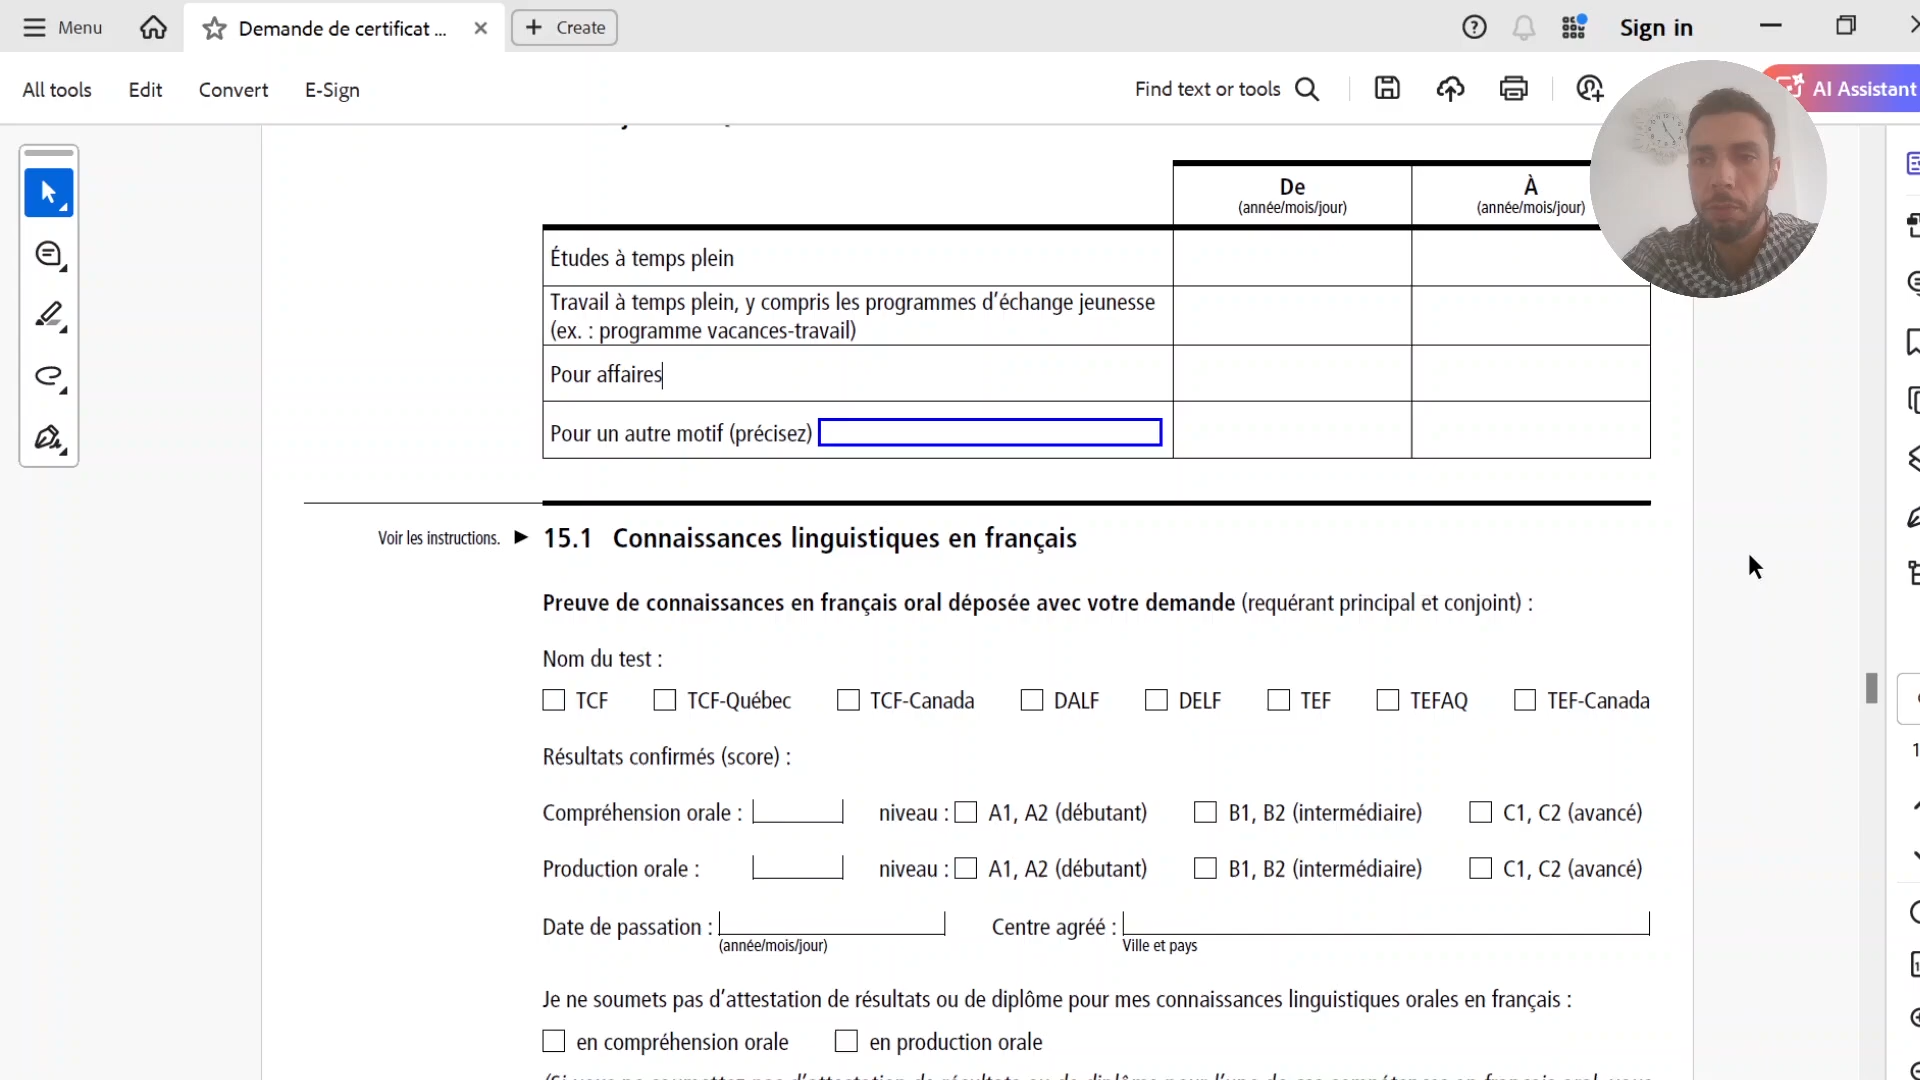 Menu
Demande de certificat ...
Create
Sign in
All tools
Edit
Convert
E-Sign
Find text or tools
AI Assistant
De
(année/mois/jour)
À
(année/mois/jour)
Études à temps plein
Travail à temps plein, y compris les programmes d'échange jeunesse
(ex. : programme vacances-travail)
Pour affaires
Pour un autre motif (précisez)
Voir les instructions. ► 15.1 Connaissances linguistiques en français
Preuve de connaissances en français oral déposée avec votre demande (requérant principal et conjoint) :
Nom du test :
TCF TCF-Québec TCF-Canada DALF DELF TEF TEFAQ TEF-Canada
Résultats confirmés (score) :
Compréhension orale : niveau : A1, A2 (débutant) B1, B2 (intermédiaire) C1, C2 (avancé)
Production orale : niveau : A1, A2 (débutant) B1, B2 (intermédiaire) C1, C2 (avancé)
Date de passation : Centre agréé :
(année/mois/jour) Ville et pays
Je ne soumets pas d'attestation de résultats ou de diplôme pour mes connaissances linguistiques orales en français :
en compréhension orale en production orale